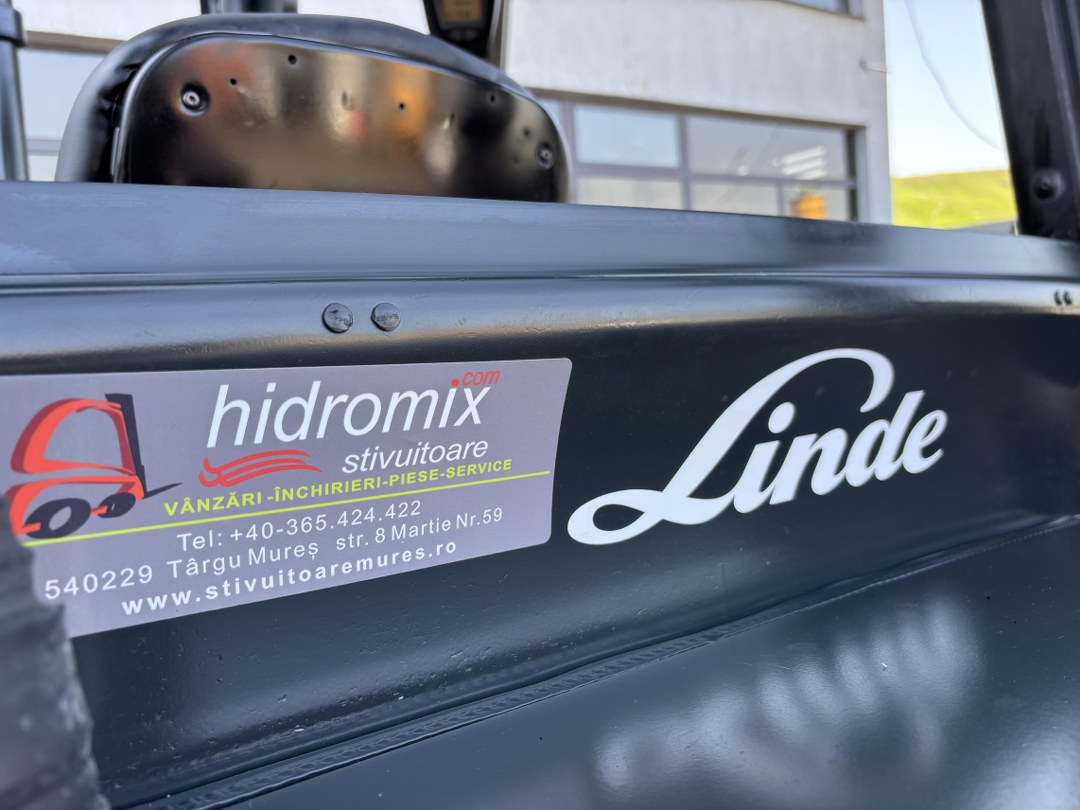 hidromix.com
stivuitoare
VÂNZĂRI-ÎNCHIRIERI-PIESE-SERVICE
Tel: +40-365.424.422
540229 Târgu Mureș str. 8 Martie Nr.59
www.stivuitoaremures.ro
Linde